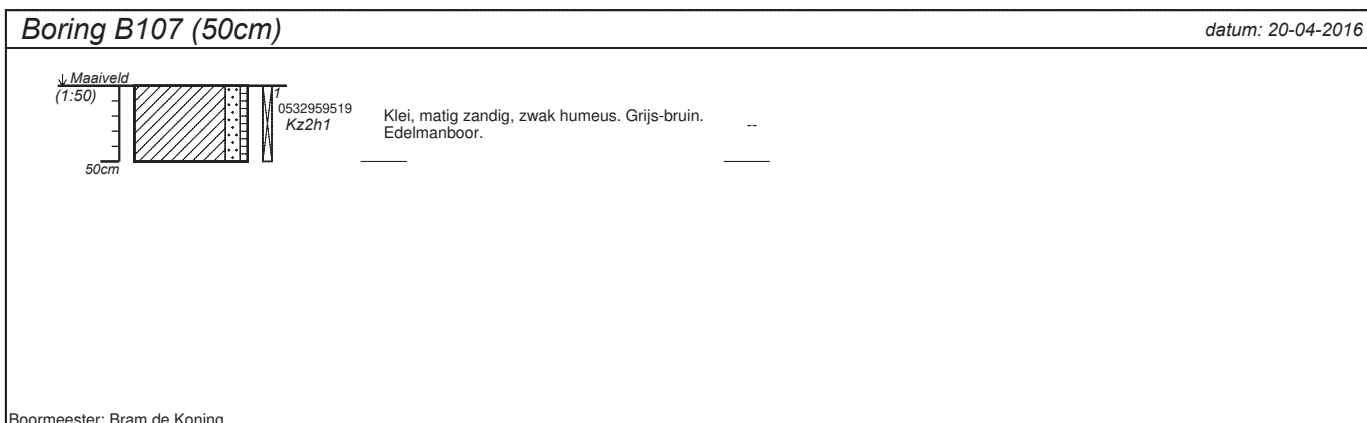 Boring B107 (50cm)
datum: 20-04-2016
Maaiveld
(1:50)
1
0532959519
Kz2h1
Klei, matig zandig, zwak humeus. Grijs-bruin.
Edelmanboor.
--
50cm
Boormeester: Bram de Koning